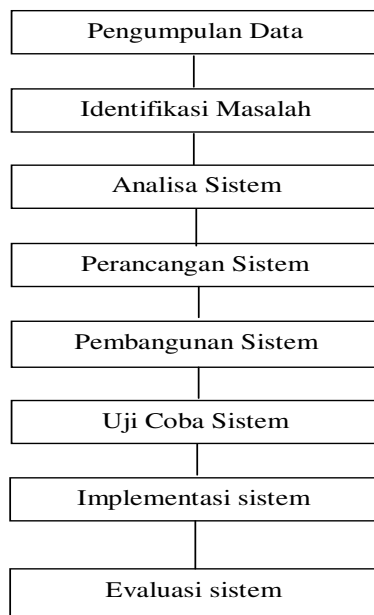 Pengumpulan Data
Identifikasi Masalah
Analisa Sistem
Perancangan Sistem
Pembangunan Sistem
Uji Coba Sistem
Implementasi sistem
Evaluasi sistem